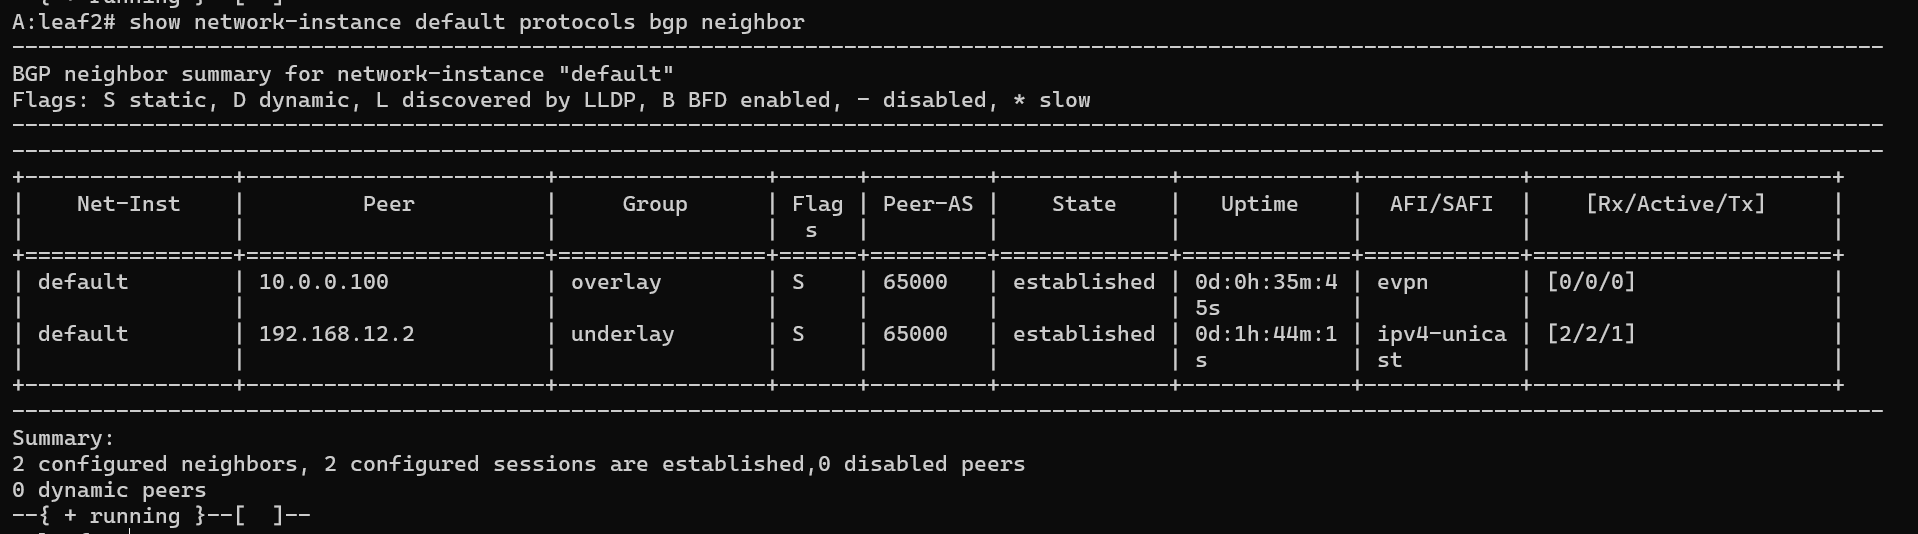 { + running }--[  ]
A:leaf2# show network-instance default protocols bgp neighbor
------------------------------------------------------------------------------------------------------------------------------------------------
BGP neighbor summary for network-instance "default"
Flags: S static, D dynamic, L discovered by LLDP, B BFD enabled, - disabled, * slow
------------------------------------------------------------------------------------------------------------------------------------------------
------------------------------------------------------------------------------------------------------------------------------------------------
+----------------+-----------------------+----------------+------+---------+-------------+-------------+------------+-----------------------+
|    Net-Inst    |         Peer          |     Group      | Flag | Peer-AS |    State    |   Uptime    |  AFI/SAFI  |    [Rx/Active/Tx]     |
|                |                       |                |  s   |         |             |             |            |                       |
+================+=======================+================+======+=========+=============+=============+============+=======================+
| default        | 10.0.0.100            | overlay        | S    | 65000   | established | 0d:0h:35m:4 | evpn       | [0/0/0]               |
|                |                       |                |      |         |             | 5s          |            |                       |
| default        | 192.168.12.2          | underlay       | S    | 65000   | established | 0d:1h:44m:1 | ipv4-unica | [2/2/1]               |
|                |                       |                |      |         |             | s           | st         |                       |
+----------------+-----------------------+----------------+------+---------+-------------+-------------+------------+-----------------------+
------------------------------------------------------------------------------------------------------------------------------------------------
Summary:
2 configured neighbors, 2 configured sessions are established,0 disabled peers
0 dynamic peers
--{ + running }--[  ]--